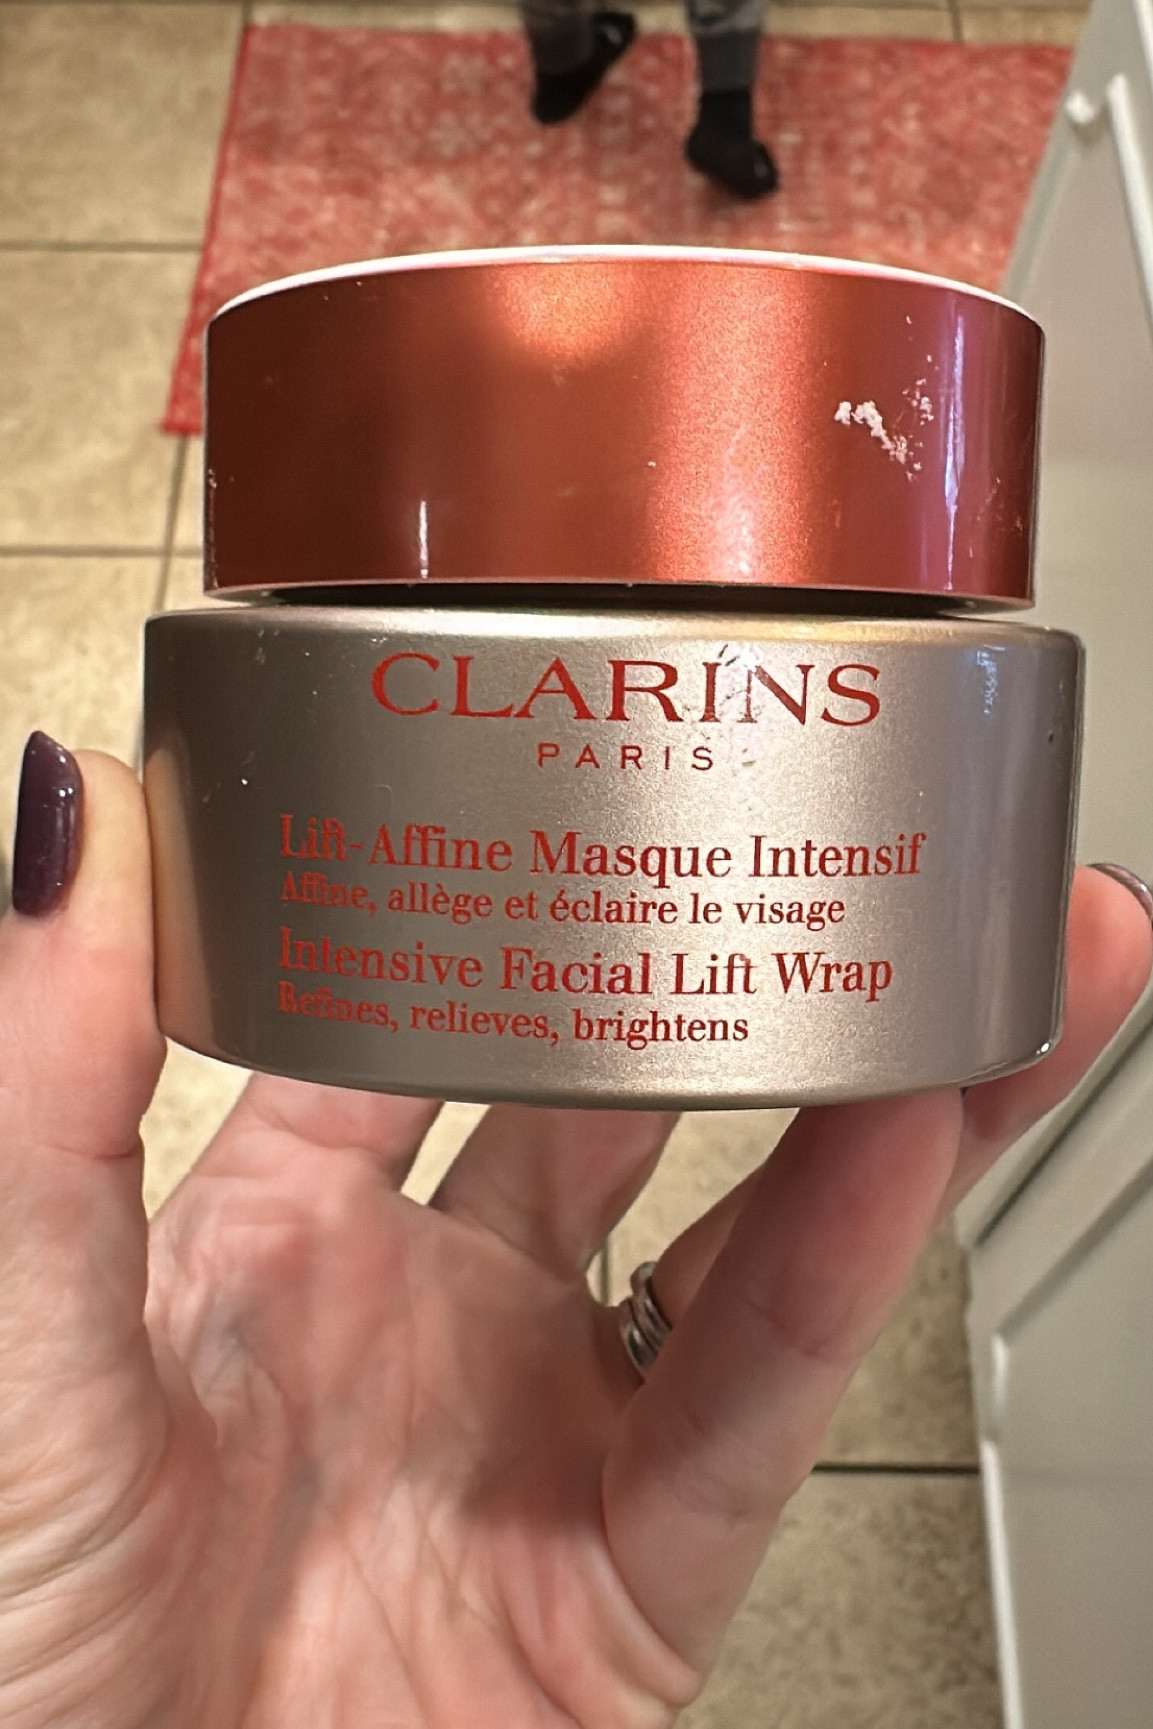 CLARINS
PARIS
Lift-Affine Masque Intensif
Affine, allège et éclaire le visage
Intensive Facial Lift Wrap
Refines, relieves, brightens